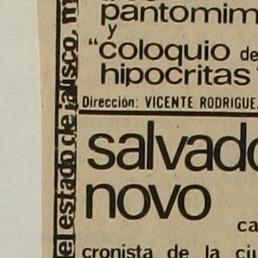 pantomim
y
"coloquio de
hipocritas"
Dirección: VICENTE RODRIGUE
salvado
novo
ca
cronista de la ciu
el estado de jalisco, m